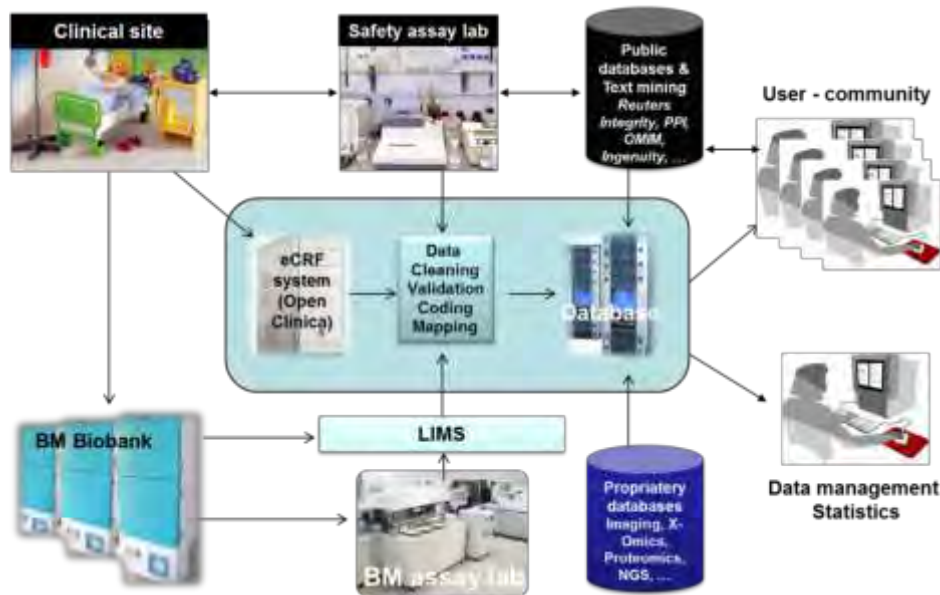 Clinical site
Safety assay lab
Public
databases &
Text mining
Reuters
Integrity, PPI,
OMIM,
Ingenuity, ...
User - community
eCRF
system
(Open
Clinica)
Data
Cleaning
Validation
Coding
Mapping
Database
BM Biobank
LIMS
BM assay lab
Propriatery
databases
Imaging, X-
Omics,
Proteomics,
NGS, ....
Data management
Statistics